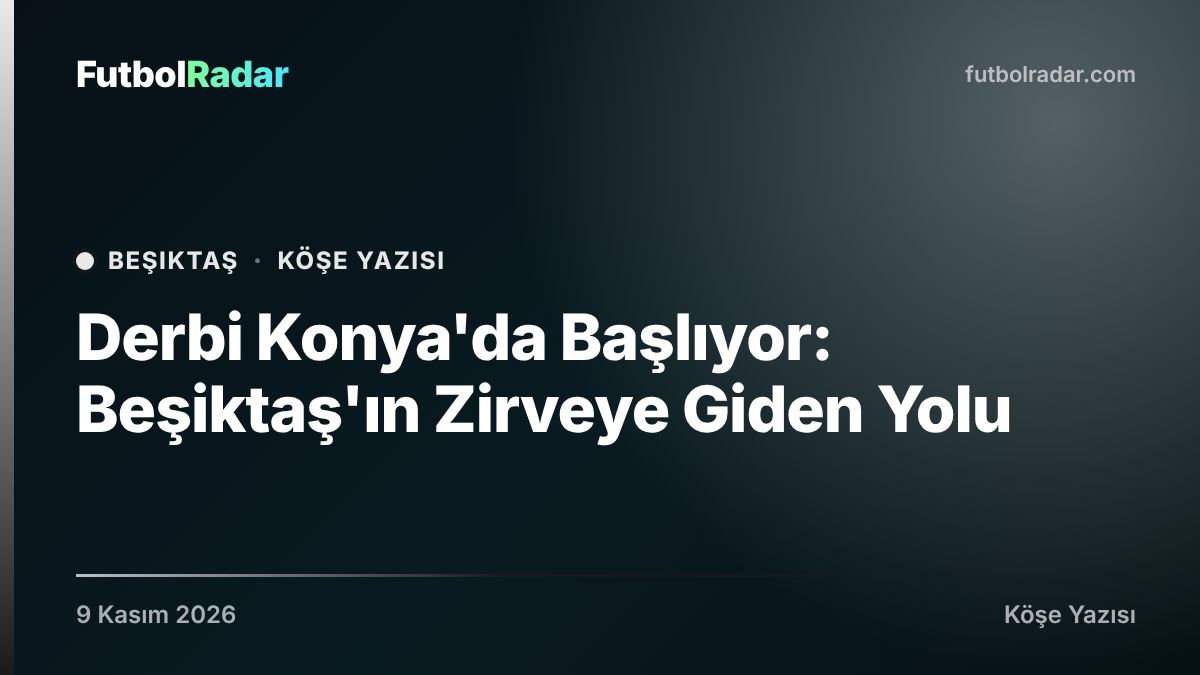 FutbolRadar
futbolradar.com
BEŞIKTAŞ · KÖŞE YAZISI
Derbi Konya'da Başlıyor:
Beşiktaş'ın Zirveye Giden Yolu
9 Kasım 2026
Köşe Yazısı